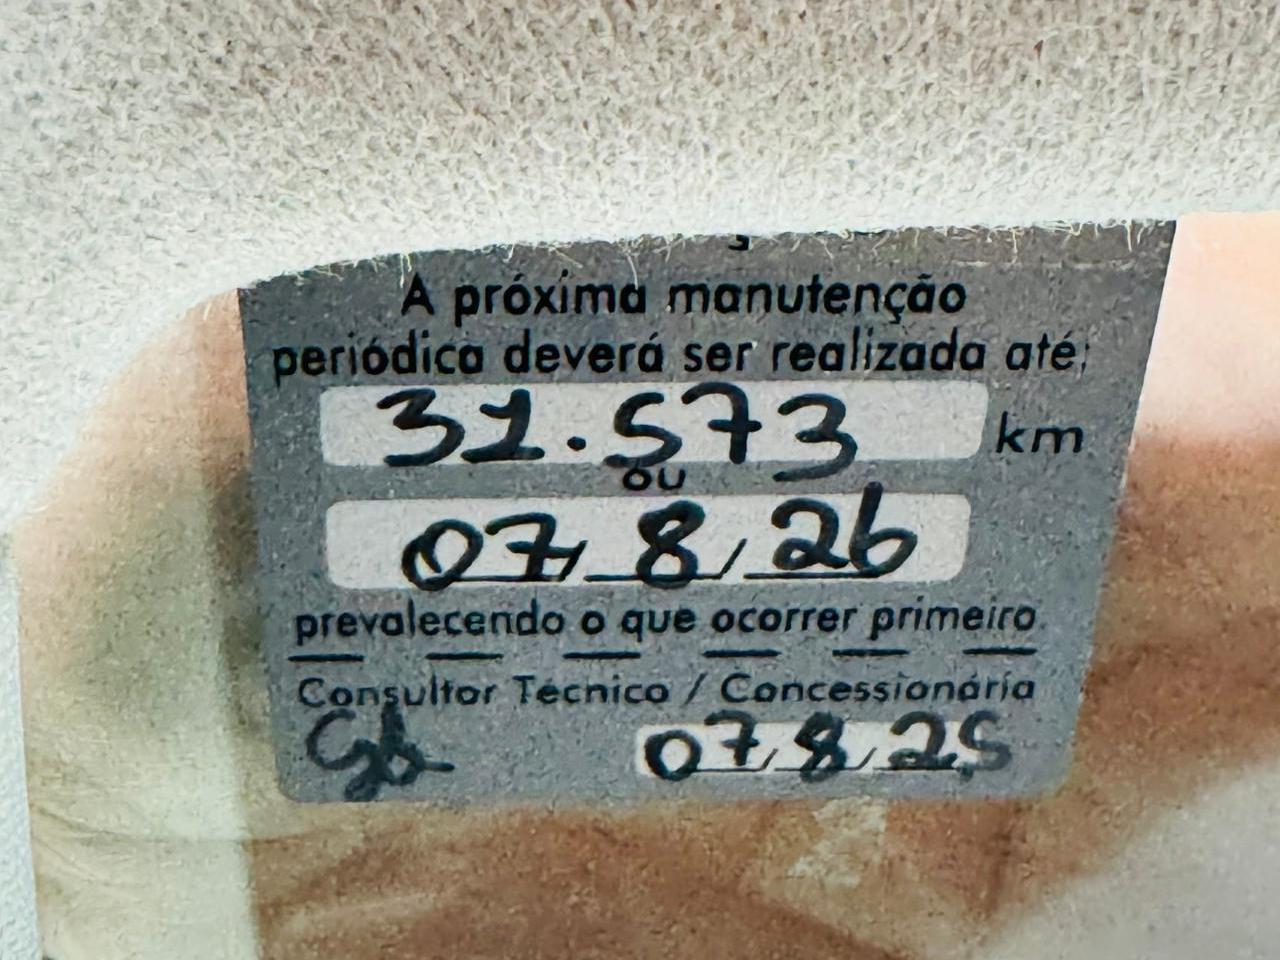 A próxima manutenção
periódica deverá ser realizada até:
31.573 km
ou
07/8/26
prevalecendo o que ocorrer primeiro.
Consultor Técnico / Concessionária
07/8/25